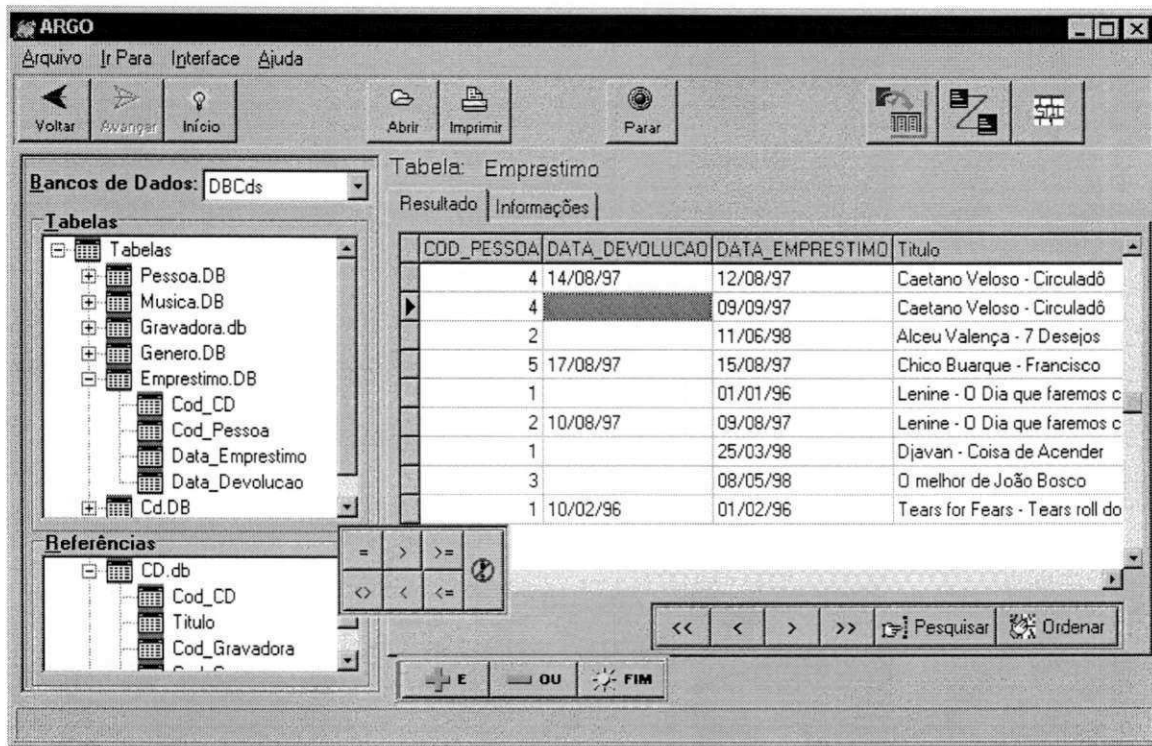 ARGO
Arquivo Ir Para Interface Ajuda
Voltar Avançar Início Abrir Imprimir Parar SQL
Bancos de Dados: DBCds
Tabelas
Tabelas
Pessoa.DB
Musica.DB
Gravadora.db
Genero.DB
Emprestimo.DB
Cod_CD
Cod_Pessoa
Data_Emprestimo
Data_Devolucao
Cd.DB
Referências
CD.db
Cod_CD
Titulo
Cod_Gravadora
Tabela: Emprestimo
Resultado Informações
COD_PESSOA DATA_DEVOLUCAO DATA_EMPRESTIMO Titulo
4 14/08/97 12/08/97 Caetano Veloso - Circuladô
4 09/09/97 Caetano Veloso - Circuladô
2 11/06/98 Alceu Valença - 7 Desejos
5 17/08/97 15/08/97 Chico Buarque - Francisco
1 01/01/96 Lenine - O Dia que faremos c
2 10/08/97 09/08/97 Lenine - O Dia que faremos c
1 25/03/98 Djavan - Coisa de Acender
3 08/05/98 O melhor de João Bosco
1 10/02/96 01/02/96 Tears for Fears - Tears roll do
= > >=
<> < <=
<< < > >> Pesquisar Ordenar
E OU FIM